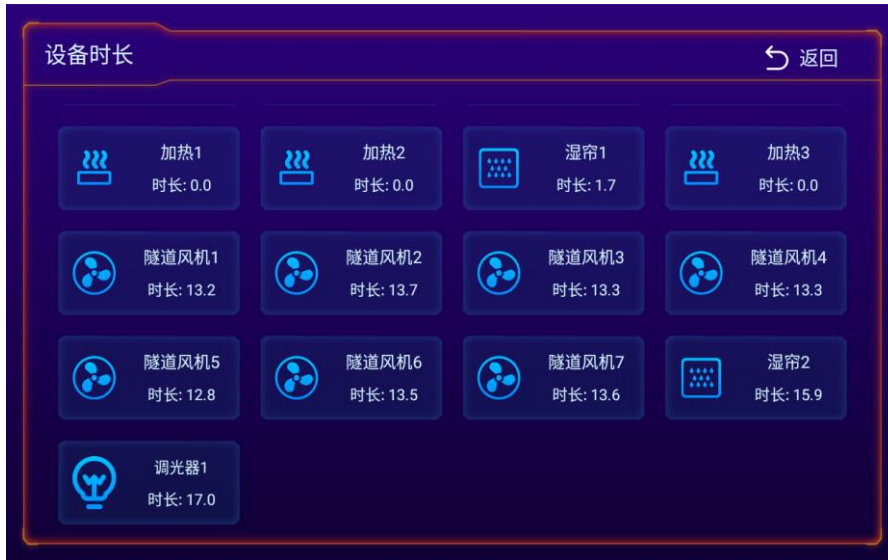 设备时长
返回
加热1
时长: 0.0
加热2
时长: 0.0
湿帘1
时长: 1.7
加热3
时长: 0.0
隧道风机1
时长: 13.2
隧道风机2
时长: 13.7
隧道风机3
时长: 13.3
隧道风机4
时长: 13.3
隧道风机5
时长: 12.8
隧道风机6
时长: 13.5
隧道风机7
时长: 13.6
湿帘2
时长: 15.9
调光器1
时长: 17.0